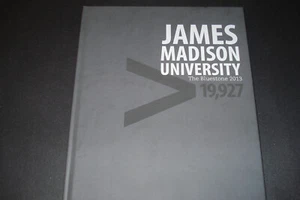 JAMES
MADISON
UNIVERSITY
The Bluestone 2013
> 19,927